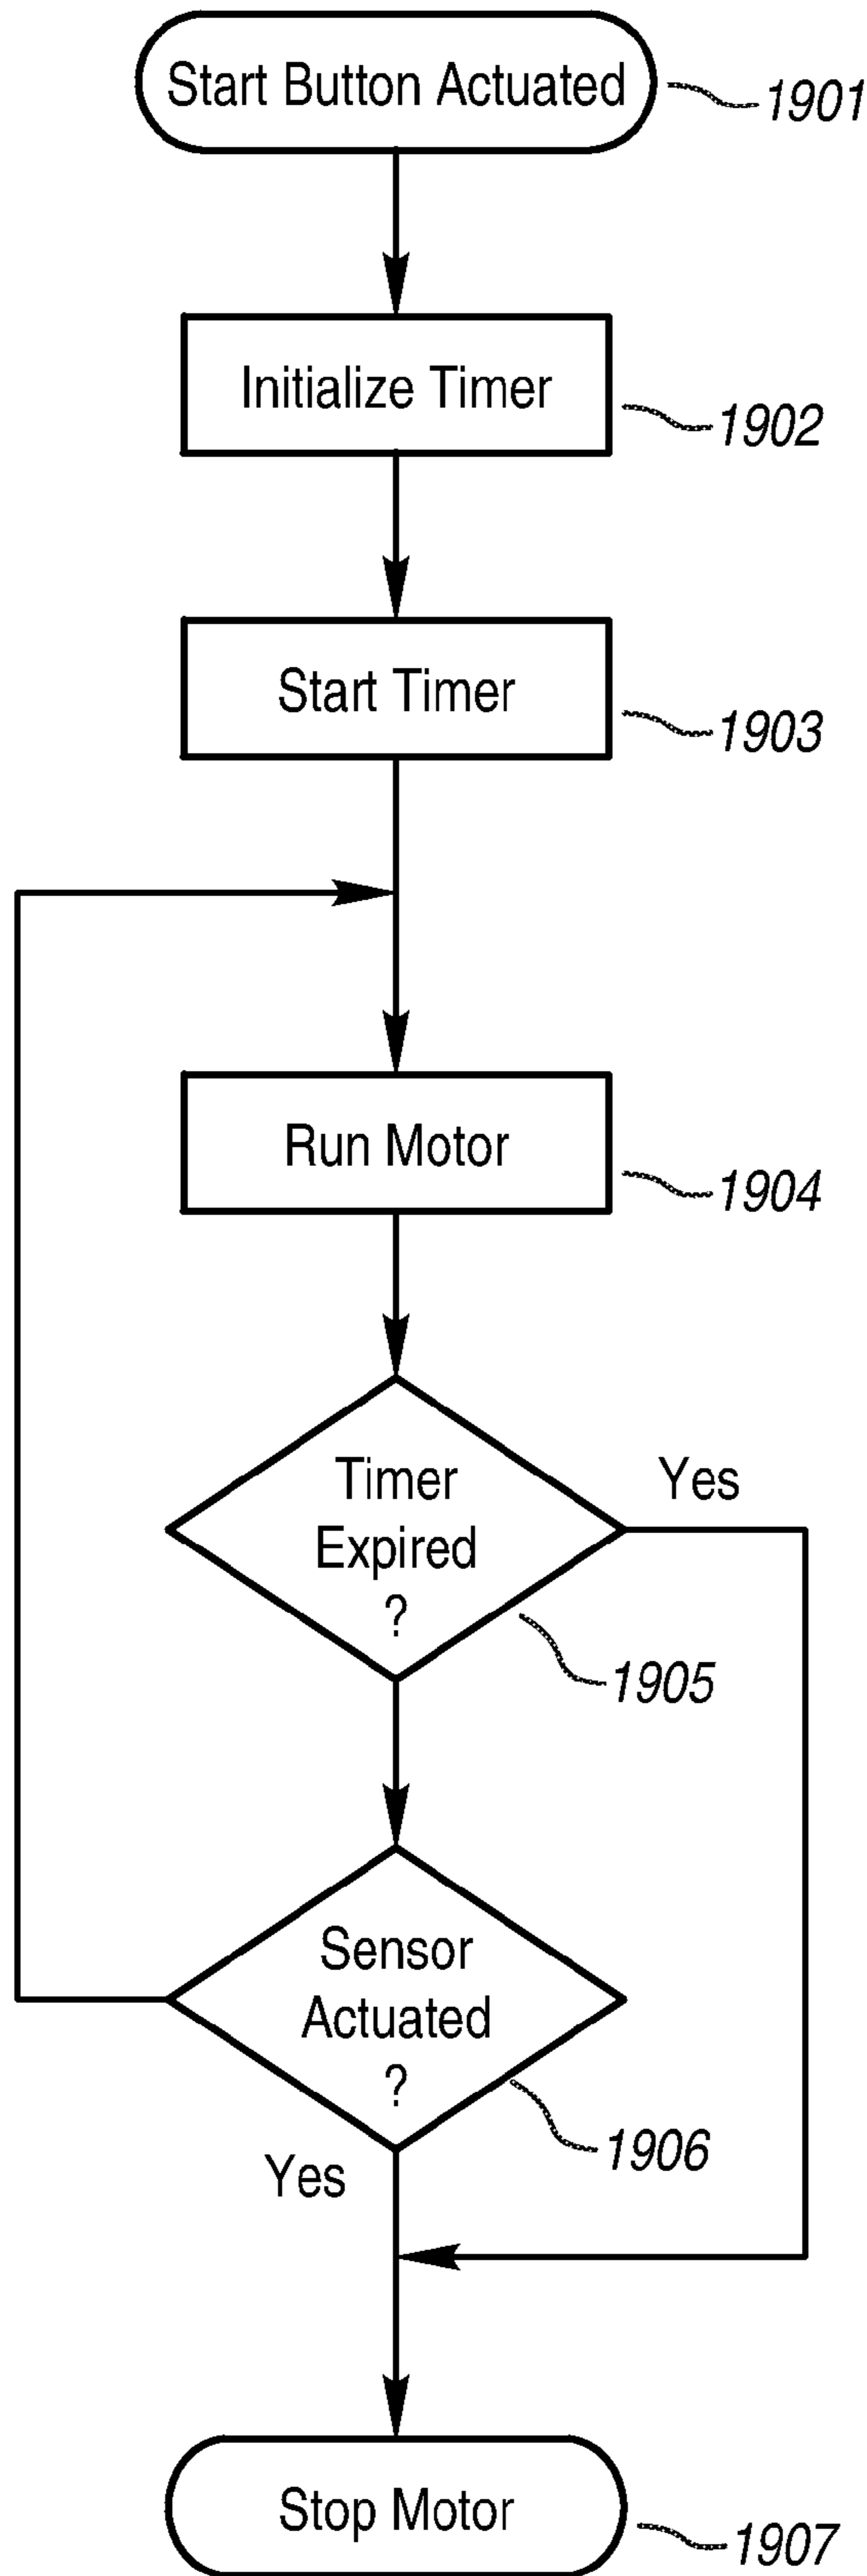 Start Button Actuated
1901
Initialize Timer
1902
Start Timer
1903
Run Motor
1904
Timer
Expired
?
Yes
1905
Sensor
Actuated
?
1906
Yes
Stop Motor
1907